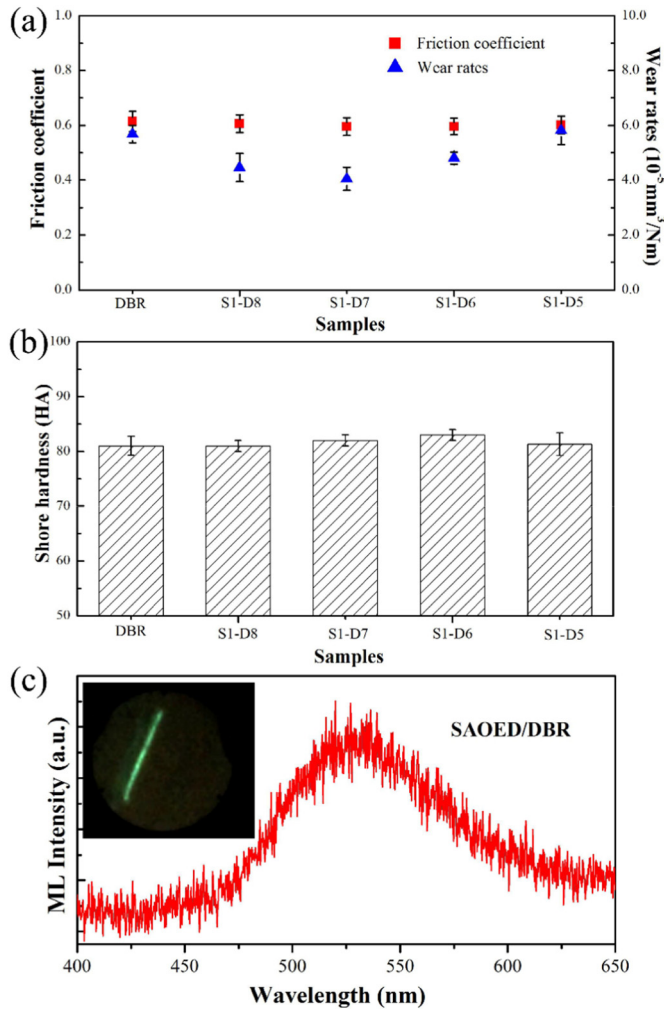 (a)
1.0
0.8
0.6
0.4
0.2
0.0
Friction coefficient
10.0
8.0
6.0
4.0
2.0
0.0
Wear rates (10⁻⁵ mm³/Nm)
Friction coefficient
Wear rates
DBR S1-D8 S1-D7 S1-D6 S1-D5
Samples
(b)
100
90
80
70
60
50
Shore hardness (HA)
DBR S1-D8 S1-D7 S1-D6 S1-D5
Samples
(c)
SAOED/DBR
ML Intensity (a.u.)
400 450 500 550 600 650
Wavelength (nm)